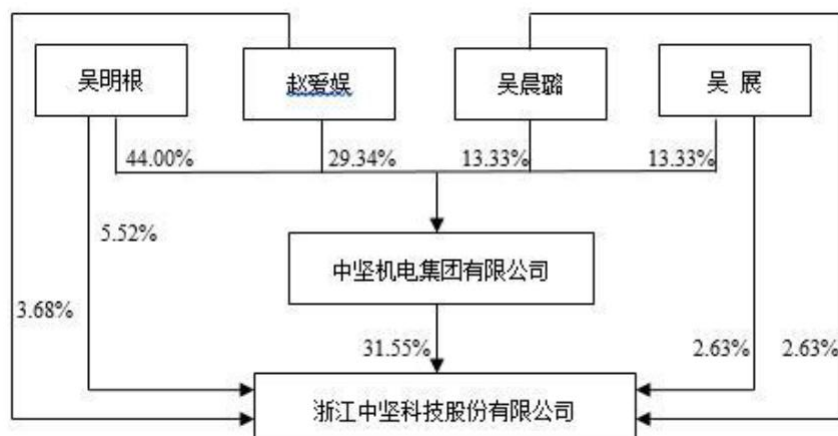 吴明根
赵爱娱
吴晨璐
吴 展
44.00%
29.34%
13.33%
13.33%
5.52%
中坚机电集团有限公司
3.68%
31.55%
2.63%
2.63%
浙江中坚科技股份有限公司